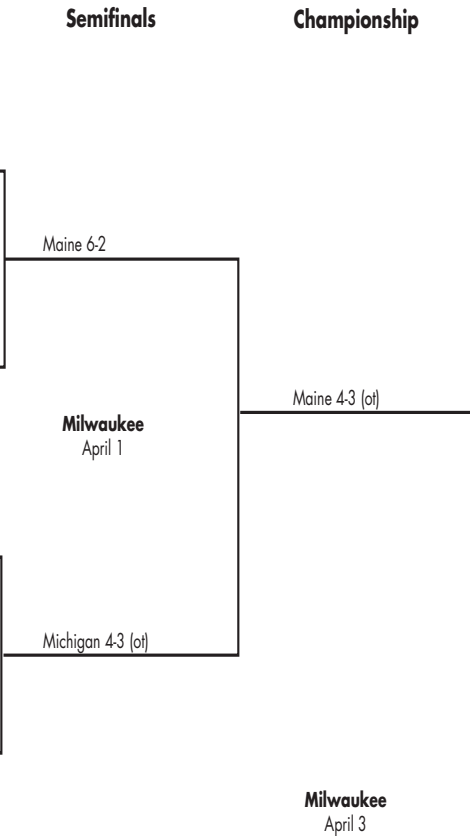 Semifinals
Championship
Maine 6-2
Maine 4-3 (ot)
Milwaukee
April 1
Michigan 4-3 (ot)
Milwaukee
April 3